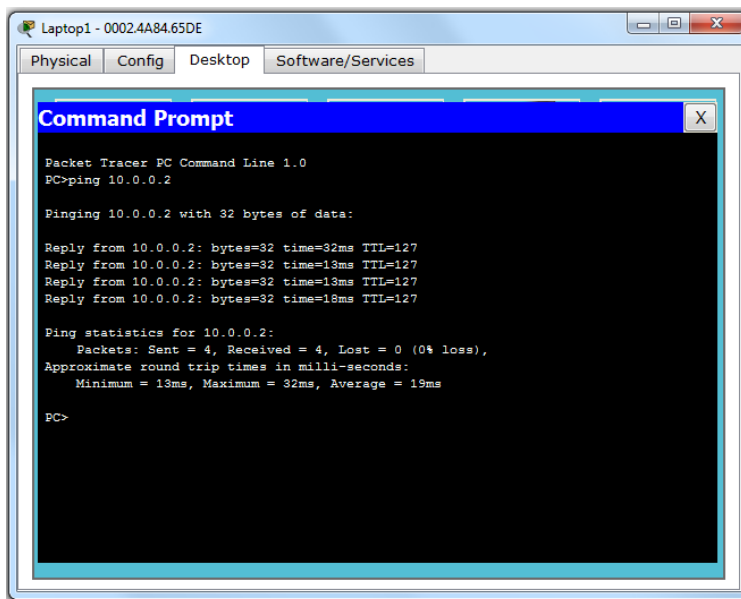 Laptop1 - 0002.4A84.65DE
Physical Config Desktop Software/Services
Command Prompt X
Packet Tracer PC Command Line 1.0
PC>ping 10.0.0.2
Pinging 10.0.0.2 with 32 bytes of data:
Reply from 10.0.0.2: bytes=32 time=32ms TTL=127
Reply from 10.0.0.2: bytes=32 time=13ms TTL=127
Reply from 10.0.0.2: bytes=32 time=13ms TTL=127
Reply from 10.0.0.2: bytes=32 time=18ms TTL=127
Ping statistics for 10.0.0.2:
Packets: Sent = 4, Received = 4, Lost = 0 (0% loss),
Approximate round trip times in milli-seconds:
Minimum = 13ms, Maximum = 32ms, Average = 19ms
PC>